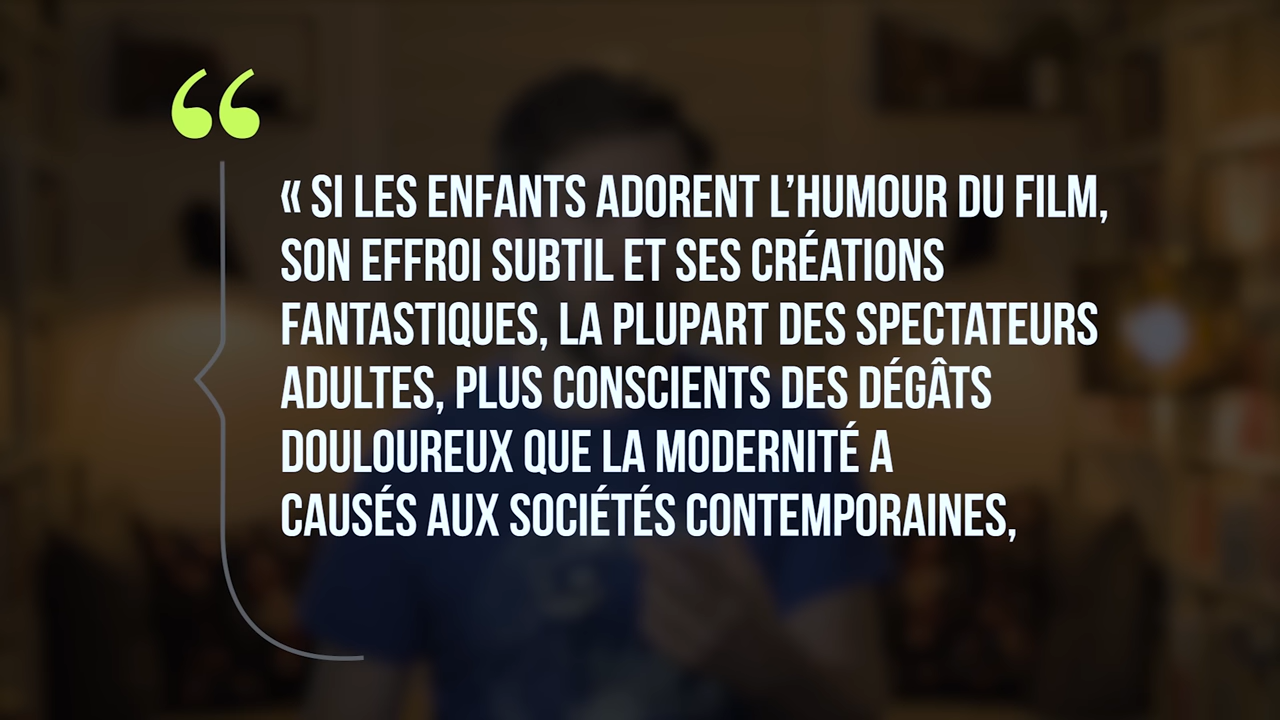 « SI LES ENFANTS ADORENT L’HUMOUR DU FILM,
SON EFFROI SUBTIL ET SES CRÉATIONS
FANTASTIQUES, LA PLUPART DES SPECTATEURS
ADULTES, PLUS CONSCIENTS DES DÉGÂTS
DOULOUREUX QUE LA MODERNITÉ A
CAUSÉS AUX SOCIÉTÉS CONTEMPORAINES,